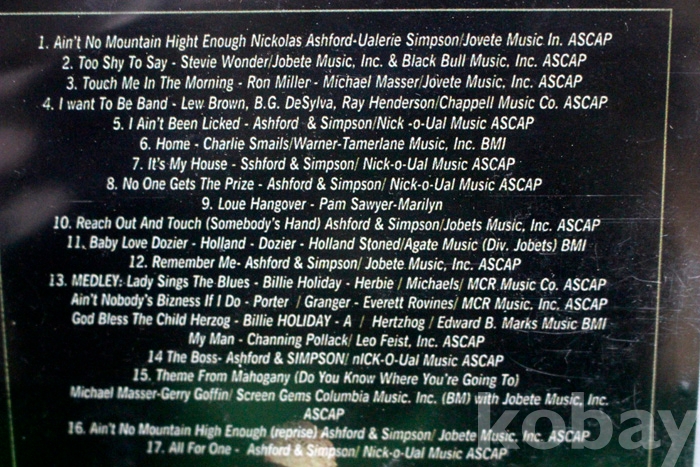 1. Ain't No Mountain Hight Enough Nickolas Ashford-Ualerie Simpson/Jovete Music In. ASCAP
2. Too Shy To Say - Stevie Wonder/Jobete Music, Inc. & Black Bull Music, Inc. ASCAP
3. Touch Me In The Morning - Ron Miller - Michael Masser/Jovete Music, Inc. ASCAP
4. I want To Be Band - Lew Brown, B.G. DeSylva, Ray Henderson/Chappell Music Co. ASCAP
5. I Ain't Been Licked - Ashford & Simpson/Nick -o-Ual Music ASCAP
6. Home - Charlie Smails/Warner-Tamerlane Music, Inc. BMI
7. It's My House - Sshford & Simpson/ Nick-o-Ual Music ASCAP
8. No One Gets The Prize - Ashford & Simpson/ Nick-o-Ual Music ASCAP
9. Loue Hangover - Pam Sawyer-Marilyn
10. Reach Out And Touch (Somebody's Hand) Ashford & Simpson/Jobets Music, Inc. ASCAP
11. Baby Love Dozier - Holland - Dozier - Holland Stoned/Agate Music (Div. Jobets) BMI
12. Remember Me- Ashford & Simpson/ Jobete Music, Inc. ASCAP
13. MEDLEY: Lady Sings The Blues - Billie Holiday - Herbie / Michaels/ MCR Music Co. ASCAP
Ain't Nobody's Bizness If I Do - Porter / Granger - Everett Rovines/ MCR Music. Inc. ASCAP
God Bless The Child Herzog - Billie HOLIDAY - A / Hertzhog / Edward B. Marks Music BMI
My Man - Channing Pollack/ Leo Feist, Inc. ASCAP
14 The Boss- Ashford & SIMPSON/ nICK-O-Ual Music ASCAP
15. Theme From Mahogany (Do You Know Where You're Going To)
Michael Masser-Gerry Goffin/ Screen Gems Columbia Music. Inc. (BM) with Jobete Music, Inc.
ASCAP
16. Ain't No Mountain High Enough (reprise) Ashford & Simpson/ Jobete Music, Inc. ASCAP
17. All For One - Ashford & Simpson/ Nick-o-Ual Music ASCAP
kobay